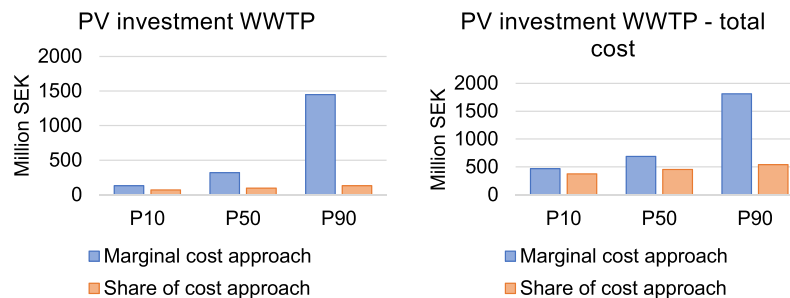 PV investment WWTP
Million SEK
2000
1500
1000
500
0
P10 P50 P90
Marginal cost approach
Share of cost approach
PV investment WWTP - total
cost
Million SEK
2000
1500
1000
500
0
P10 P50 P90
Marginal cost approach
Share of cost approach